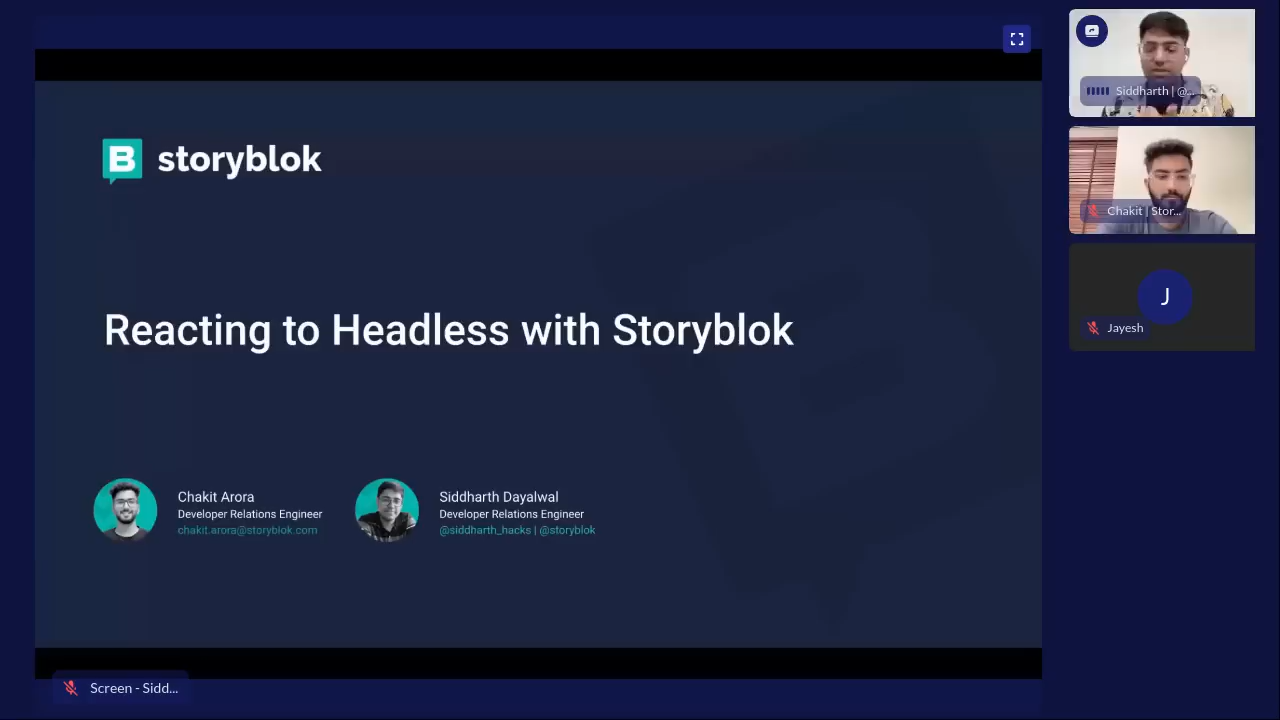 B storyblok
Reacting to Headless with Storyblok
Chakit Arora
Developer Relations Engineer
chakit.arora@storyblok.com
Siddharth Dayalwal
Developer Relations Engineer
@siddharth_hacks | @storyblok
Screen - Sidd...
Siddharth | @...
Chakit | Stor...
J
Jayesh